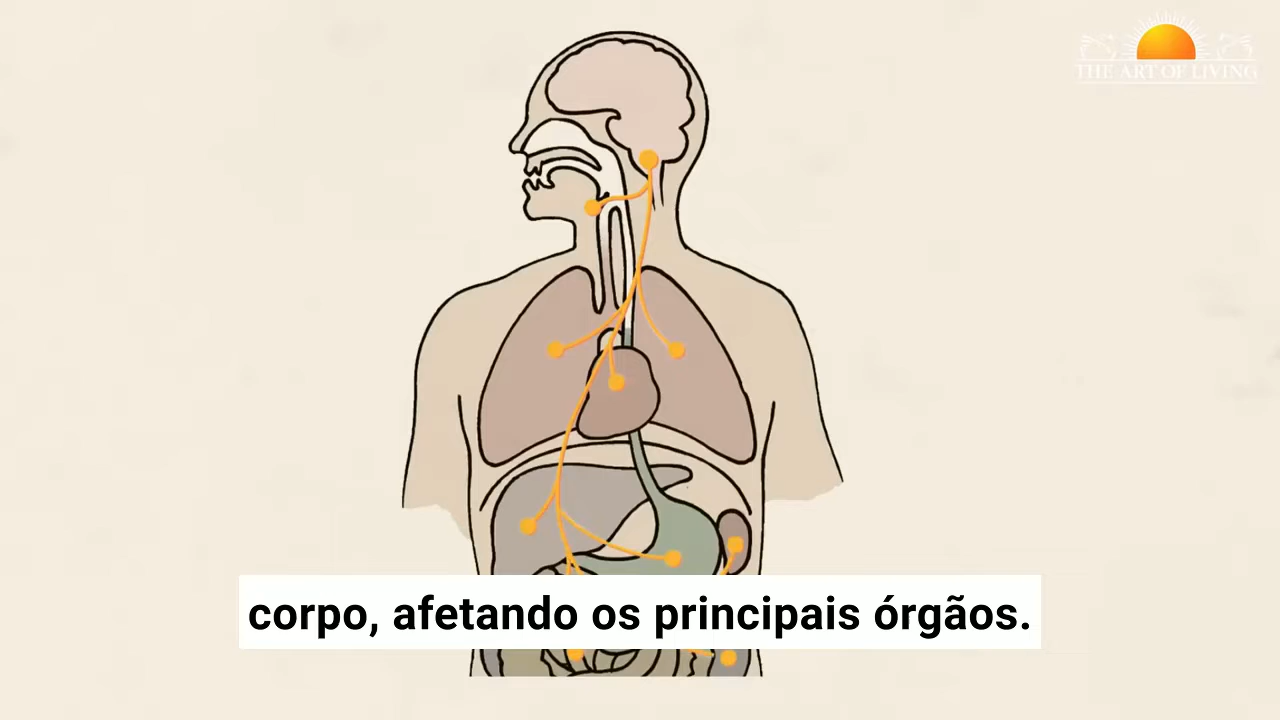 THE ART OF LIVING
corpo, afetando os principais órgãos.